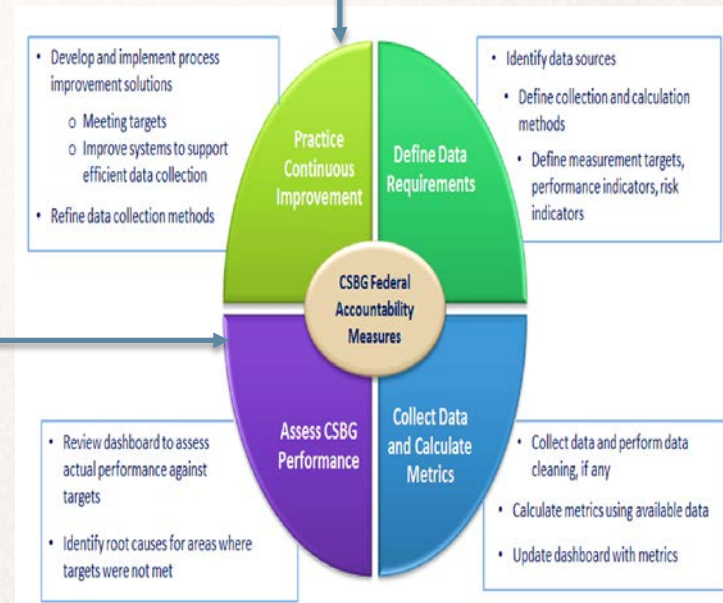 • Develop and implement process
improvement solutions
o Meeting targets
o Improve systems to support
efficient data collection
• Refine data collection methods
Practice
Continuous
Improvement
Define Data
Requirements
• Identify data sources
• Define collection and calculation
methods
• Define measurement targets,
performance indicators, risk
indicators
CSBG Federal
Accountability
Measures
• Review dashboard to assess
actual performance against
targets
• Identify root causes for areas where
targets were not met
Assess CSBG
Performance
Collect Data
and Calculate
Metrics
• Collect data and perform data
cleaning, if any
• Calculate metrics using available data
• Update dashboard with metrics